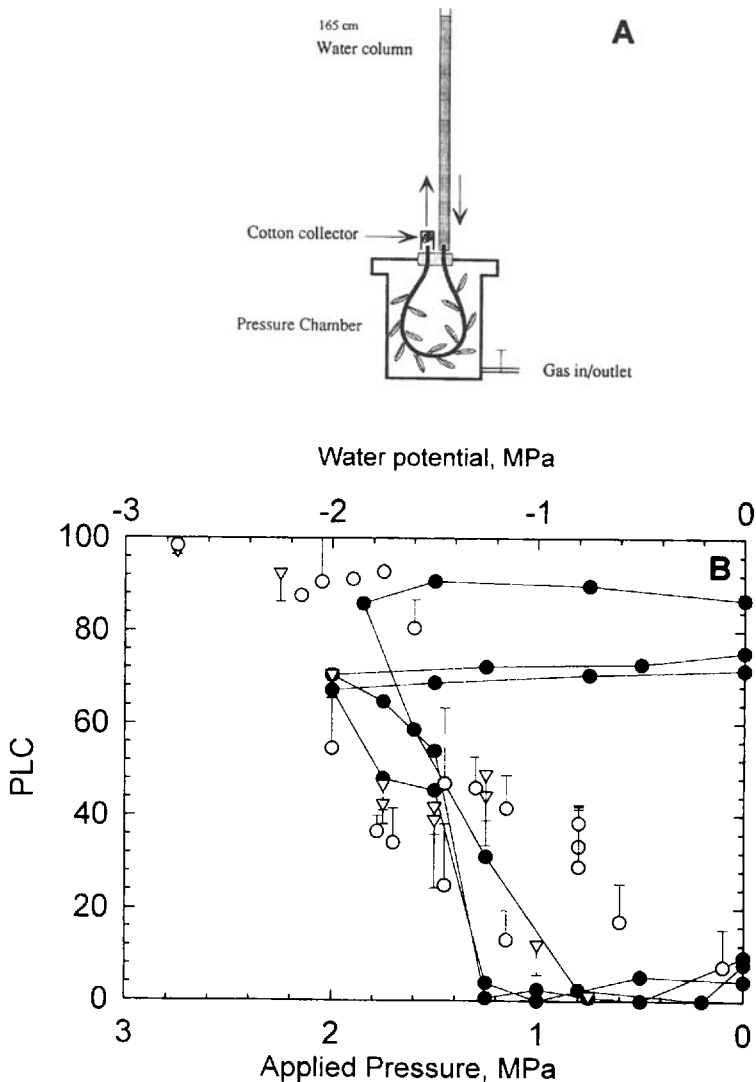 165 cm
A
Water column
Cotton collector
Pressure Chamber
Gas in/outlet
Water potential, MPa
-3 -2 -1 0
100 B
80
60
PLC
40
20
0
3 2 1 0
Applied Pressure, MPa